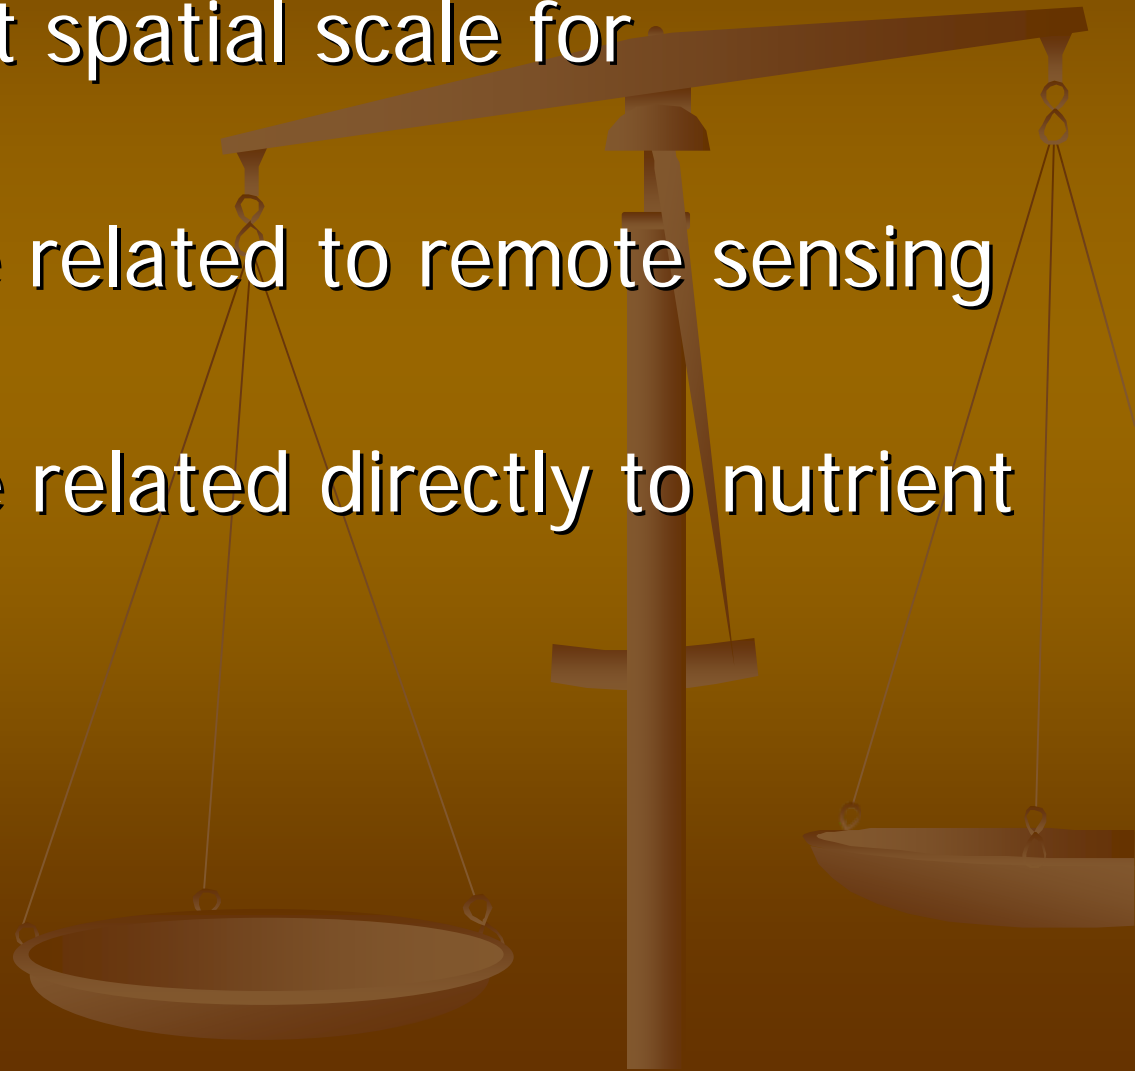 t spatial scale for
e related to remote sensing
e related directly to nutrient